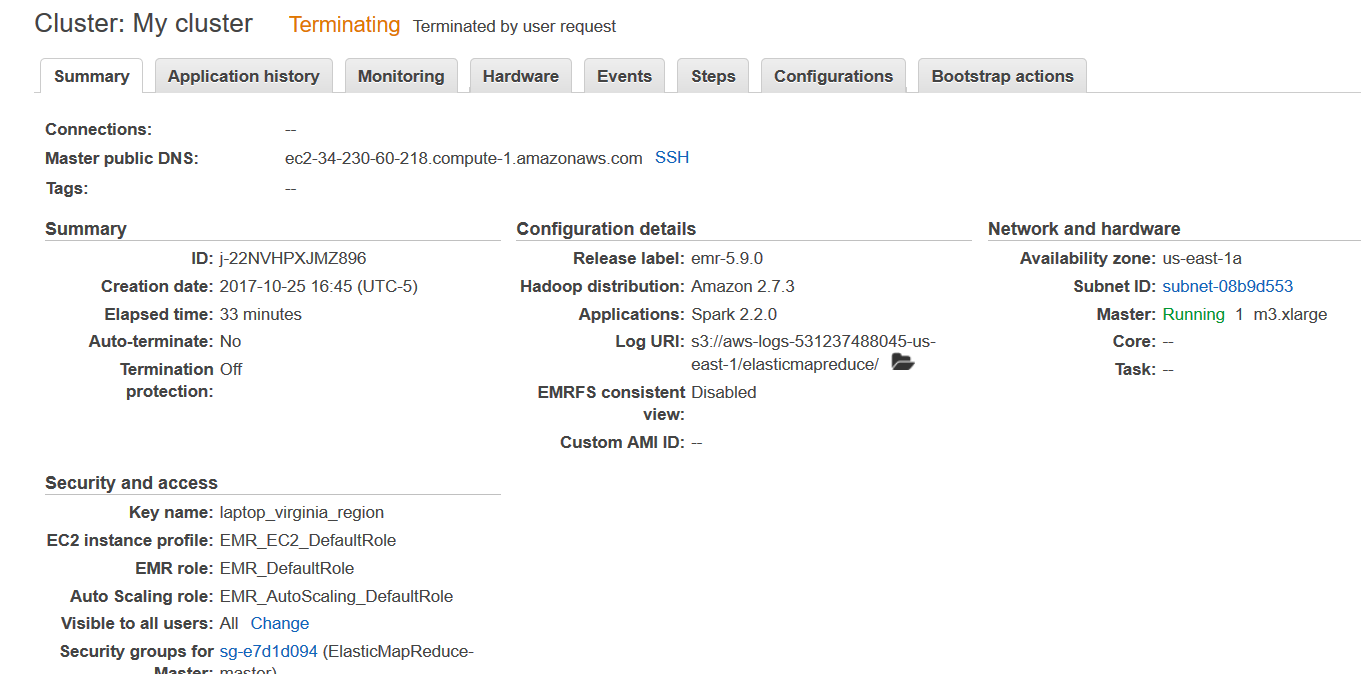 Cluster: My cluster Terminating Terminated by user request
Summary Application history Monitoring Hardware Events Steps Configurations Bootstrap actions
Connections: --
Master public DNS: ec2-34-230-60-218.compute-1.amazonaws.com SSH
Tags: --
Summary
ID: j-22NVHPXJMZ896
Creation date: 2017-10-25 16:45 (UTC-5)
Elapsed time: 33 minutes
Auto-terminate: No
Termination Off
protection:
Configuration details
Release label: emr-5.9.0
Hadoop distribution: Amazon 2.7.3
Applications: Spark 2.2.0
Log URI: s3://aws-logs-531237488045-us-
east-1/elasticmapreduce/
EMRFS consistent Disabled
view:
Custom AMI ID: --
Network and hardware
Availability zone: us-east-1a
Subnet ID: subnet-08b9d553
Master: Running 1 m3.xlarge
Core: --
Task: --
Security and access
Key name: laptop_virginia_region
EC2 instance profile: EMR_EC2_DefaultRole
EMR role: EMR_DefaultRole
Auto Scaling role: EMR_AutoScaling_DefaultRole
Visible to all users: All Change
Security groups for sg-e7d1d094 (ElasticMapReduce-
Master: master)